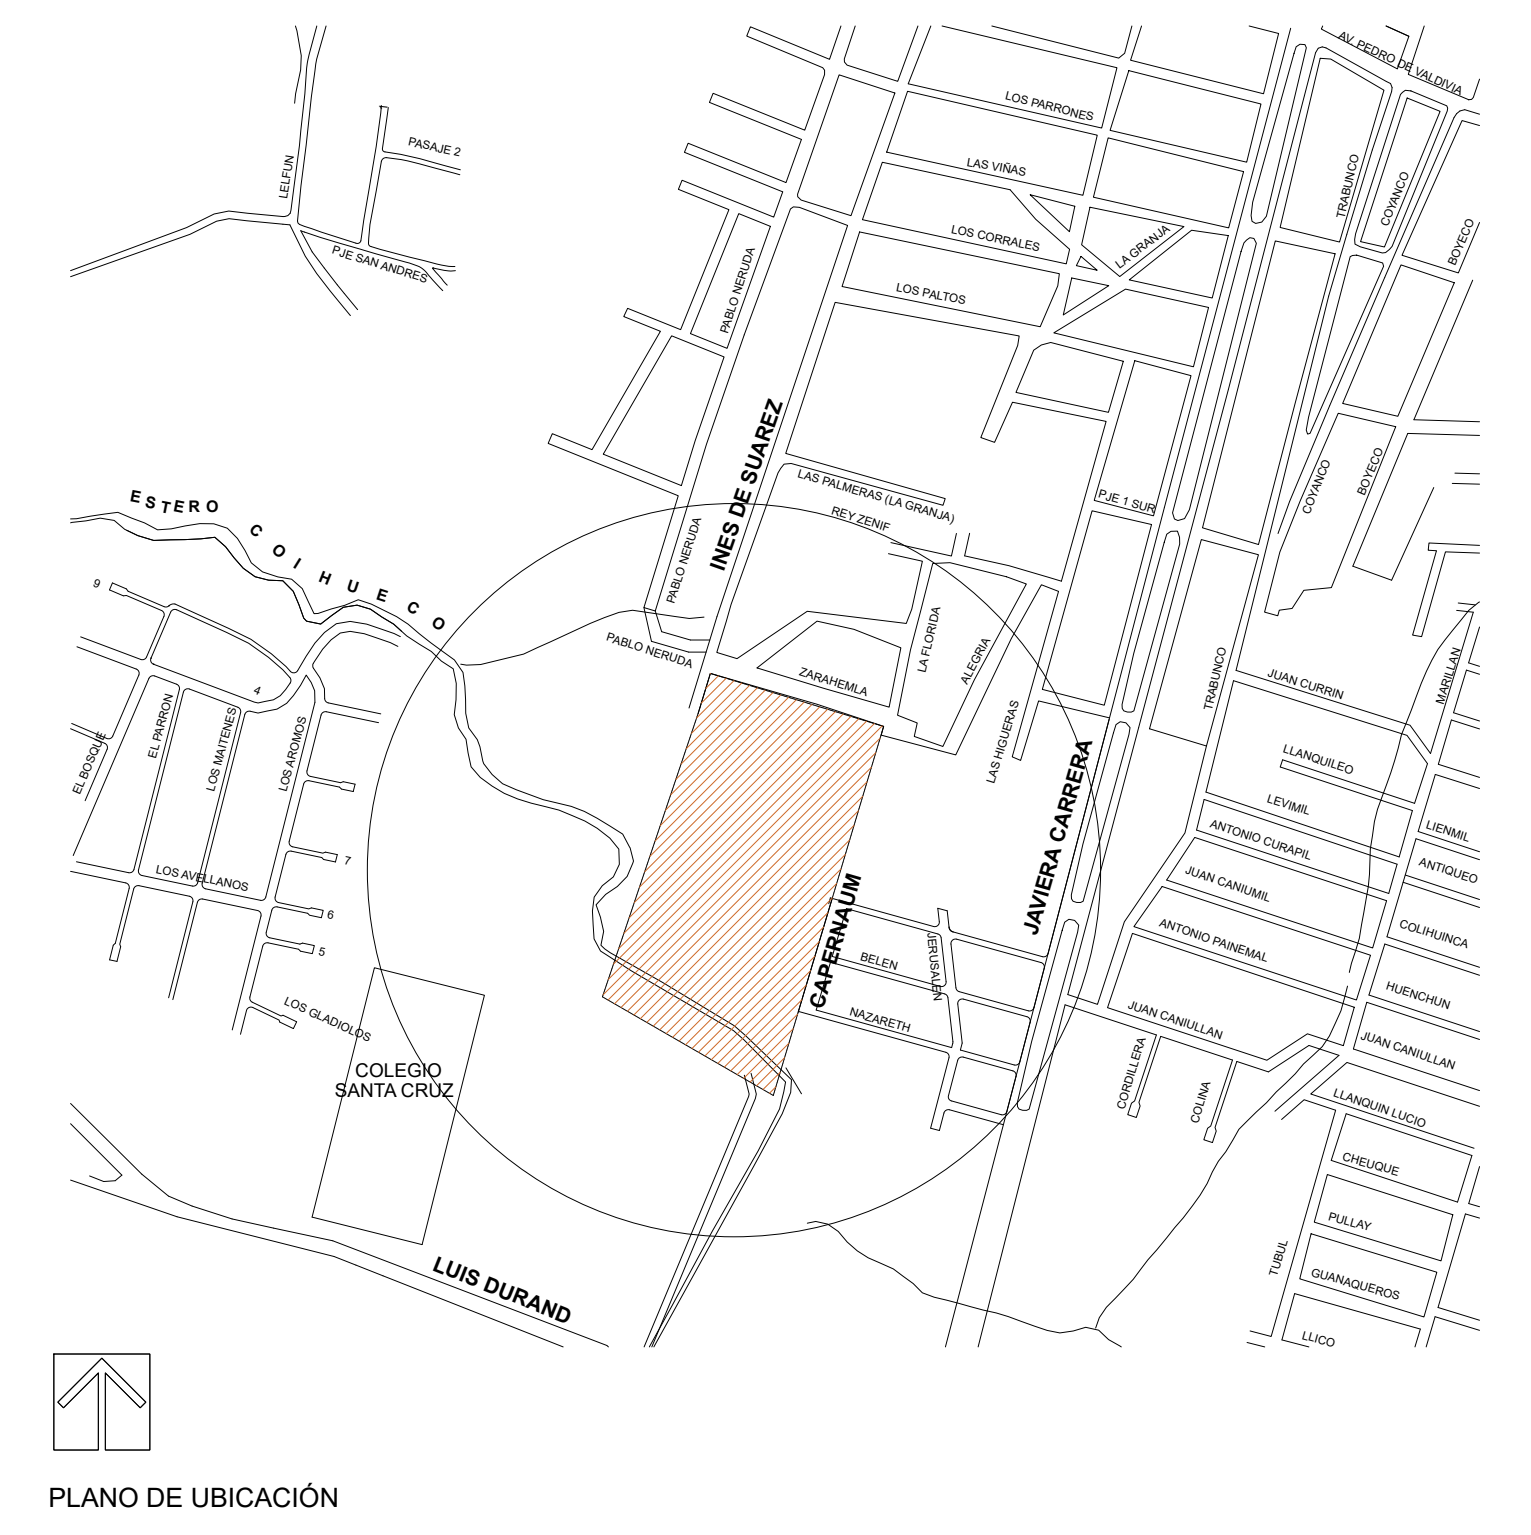 AV. PEDRO DE VALDIVIA
LOS PARRONES
PASAJE 2
LELFUN
LAS VIÑAS
TRABUNCO
COYANCO
BOYECO
PJE SAN ANDRES
PABLO NERUDA
LOS CORRALES
LA GRANJA
LOS PALTOS
INES DE SUAREZ
LAS PALMERAS (LA GRANJA)
REY ZENIF
PJE 1 SUR
COYANCO
BOYECO
ESTERO COIHUECO
PABLO NERUDA
PABLO NERUDA
9
4
EL BOSQUE
EL PARRON
LOS MAITENES
LOS AROMOS
ZARAHEMLA
LA FLORIDA
ALEGRIA
LAS HIGUERAS
TRABUNCO
JUAN CURRIN
MARILLAN
LLANQUILEO
LEVIMIL
LIENMIL
ANTONIO CURAPIL
ANTIQUEO
JAVIERA CARRERA
7
LOS AVELLANOS
6
5
LOS GLADIOLOS
CAPERNAUM
BELEN
JERUSALEN
NAZARETH
JUAN CANIUMIL
ANTONIO PAINEMAL
COLIHUINCA
HUENCHUN
JUAN CANIULLAN
JUAN CANIULLAN
CORDILLERA
COLINA
LLANQUIN LUCIO
COLEGIO
SANTA CRUZ
CHEUQUE
PULLAY
TUBUL
GUANAQUEROS
LLICO
LUIS DURAND
PLANO DE UBICACIÓN